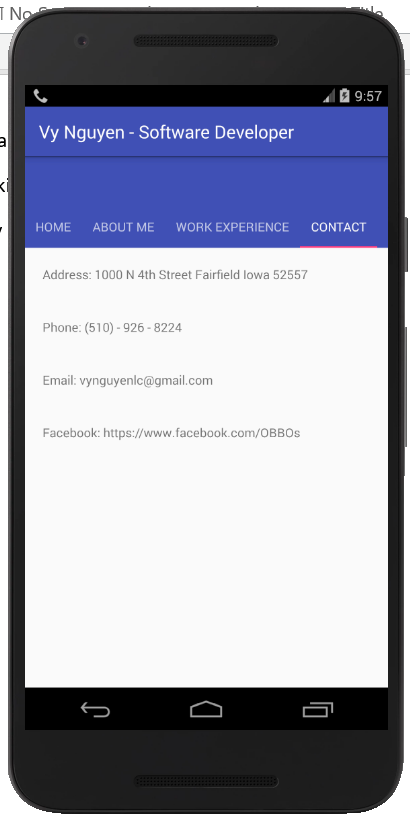 No
9:57
Vy Nguyen - Software Developer
HOME ABOUT ME WORK EXPERIENCE CONTACT
Address: 1000 N 4th Street Fairfield Iowa 52557
Phone: (510) - 926 - 8224
Email: vynguyenlc@gmail.com
Facebook: https://www.facebook.com/OBBOs